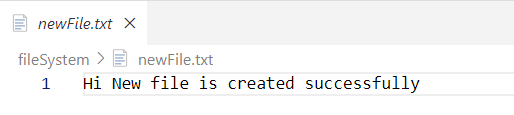 newFile.txt
fileSystem > newFile.txt
1 Hi New file is created successfully